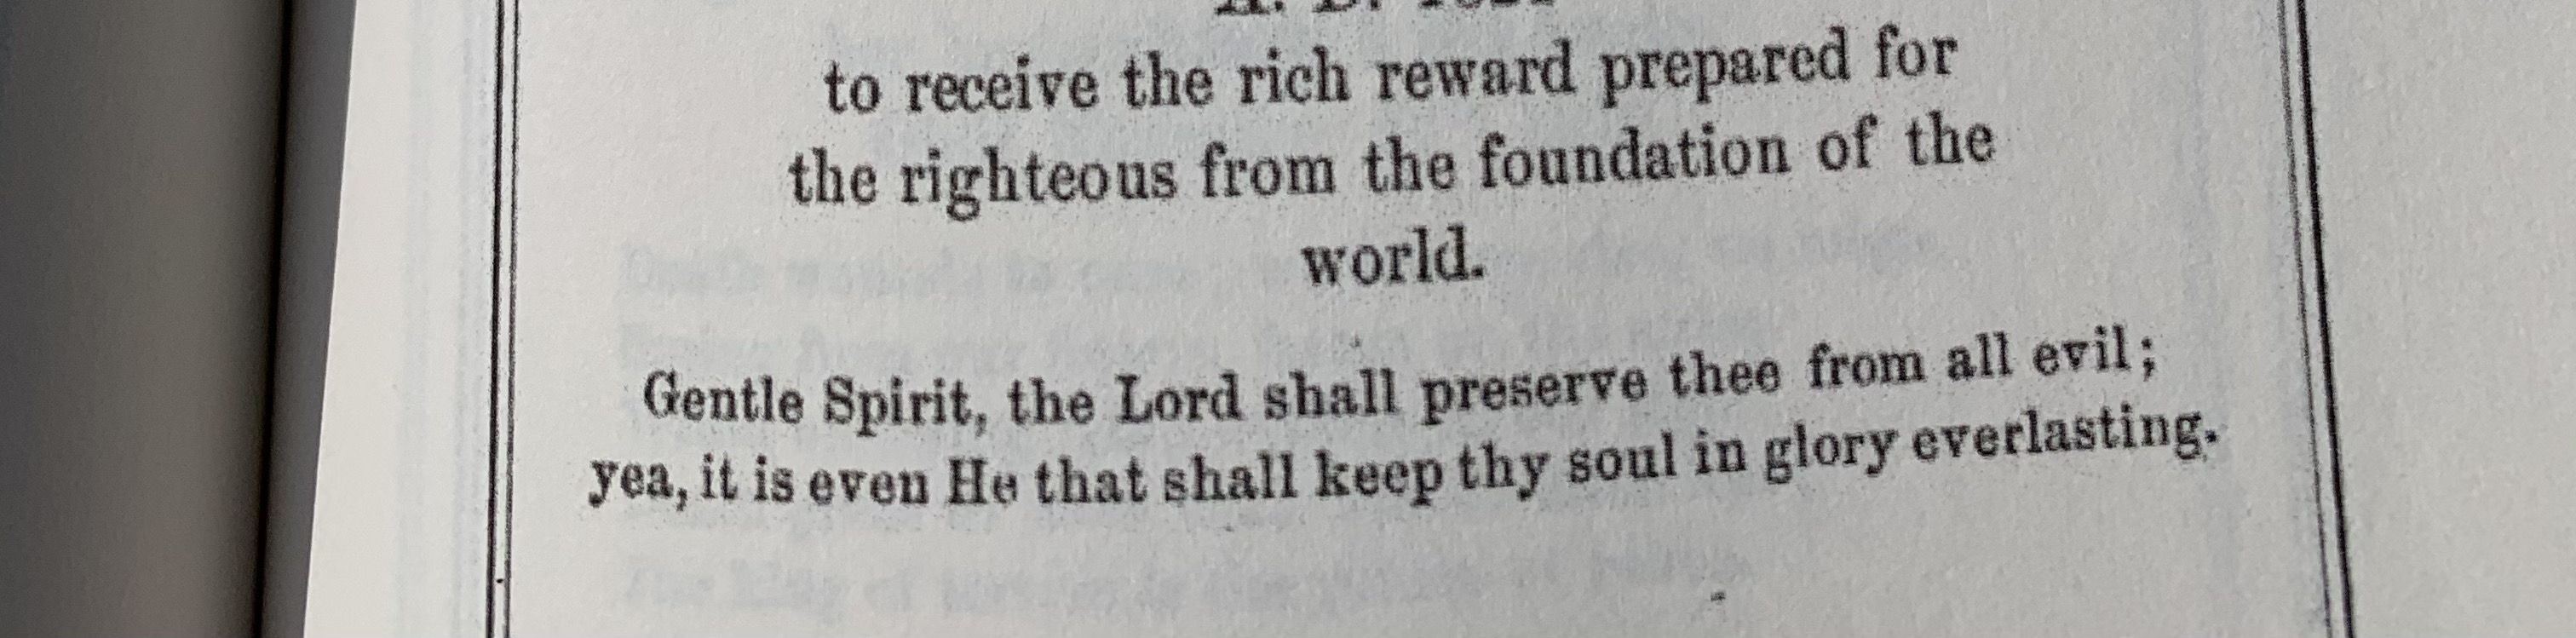 to receive the rich reward prepared for
the righteous from the foundation of the
world.
Gentle Spirit, the Lord shall preserve thee from all evil;
yea, it is even He that shall keep thy soul in glory everlasting.